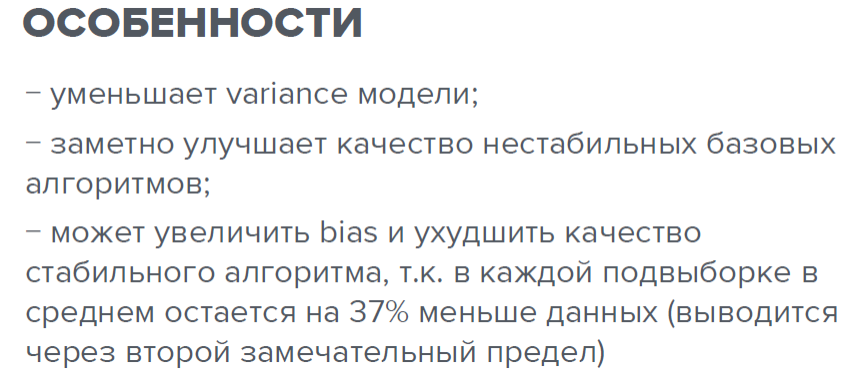 ОСОБЕННОСТИ
− уменьшает variance модели;
− заметно улучшает качество нестабильных базовых
алгоритмов;
− может увеличить bias и ухудшить качество
стабильного алгоритма, т.к. в каждой подвыборке в
среднем остается на 37% меньше данных (выводится
через второй замечательный предел)